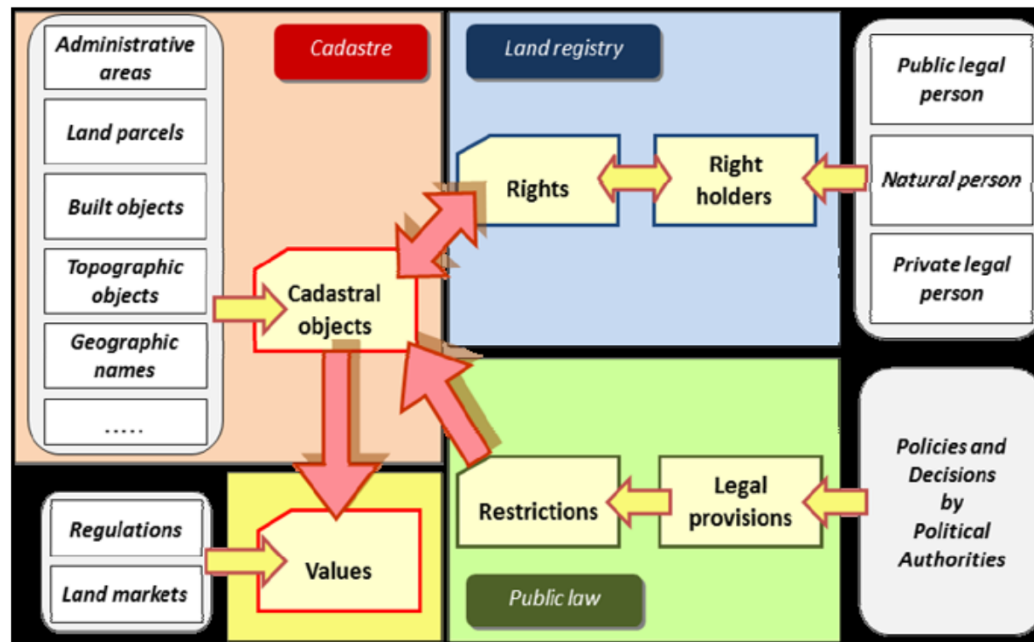 Administrative
areas
Land parcels
Built objects
Topographic
objects
Geographic
names
.....
Cadastre
Cadastral
objects
Land registry
Rights
Right
holders
Public legal
person
Natural person
Private legal
person
Regulations
Land markets
Values
Restrictions
Legal
provisions
Public law
Policies and
Decisions
by
Political
Authorities